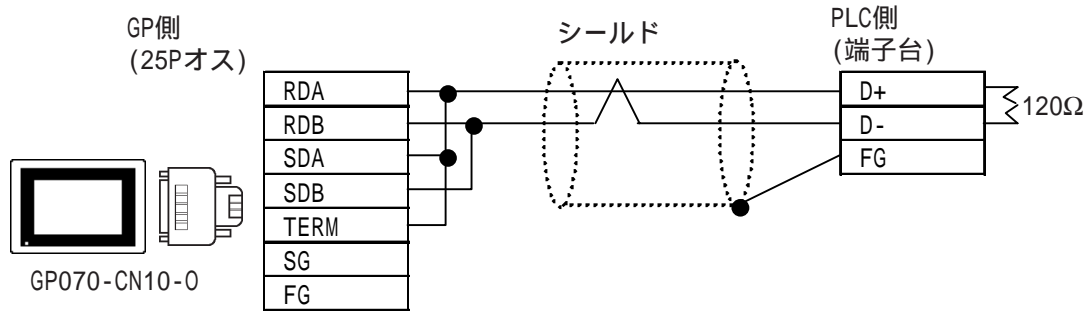 GP側
(25Pオス)
シールド
PLC側
(端子台)
RDA
RDB
SDA
SDB
TERM
SG
FG
D+
D-
FG
120Ω
GP070-CN10-O